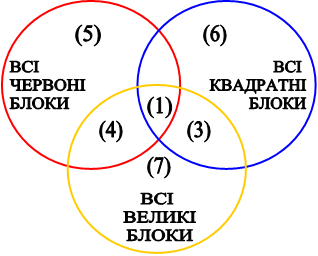 (5)
(6)
ВСІ
ЧЕРВОНІ
БЛОКИ
ВСІ
КВАДРАТНІ
БЛОКИ
(1)
(4)
(3)
(7)
ВСІ
ВЕЛИКІ
БЛОКИ